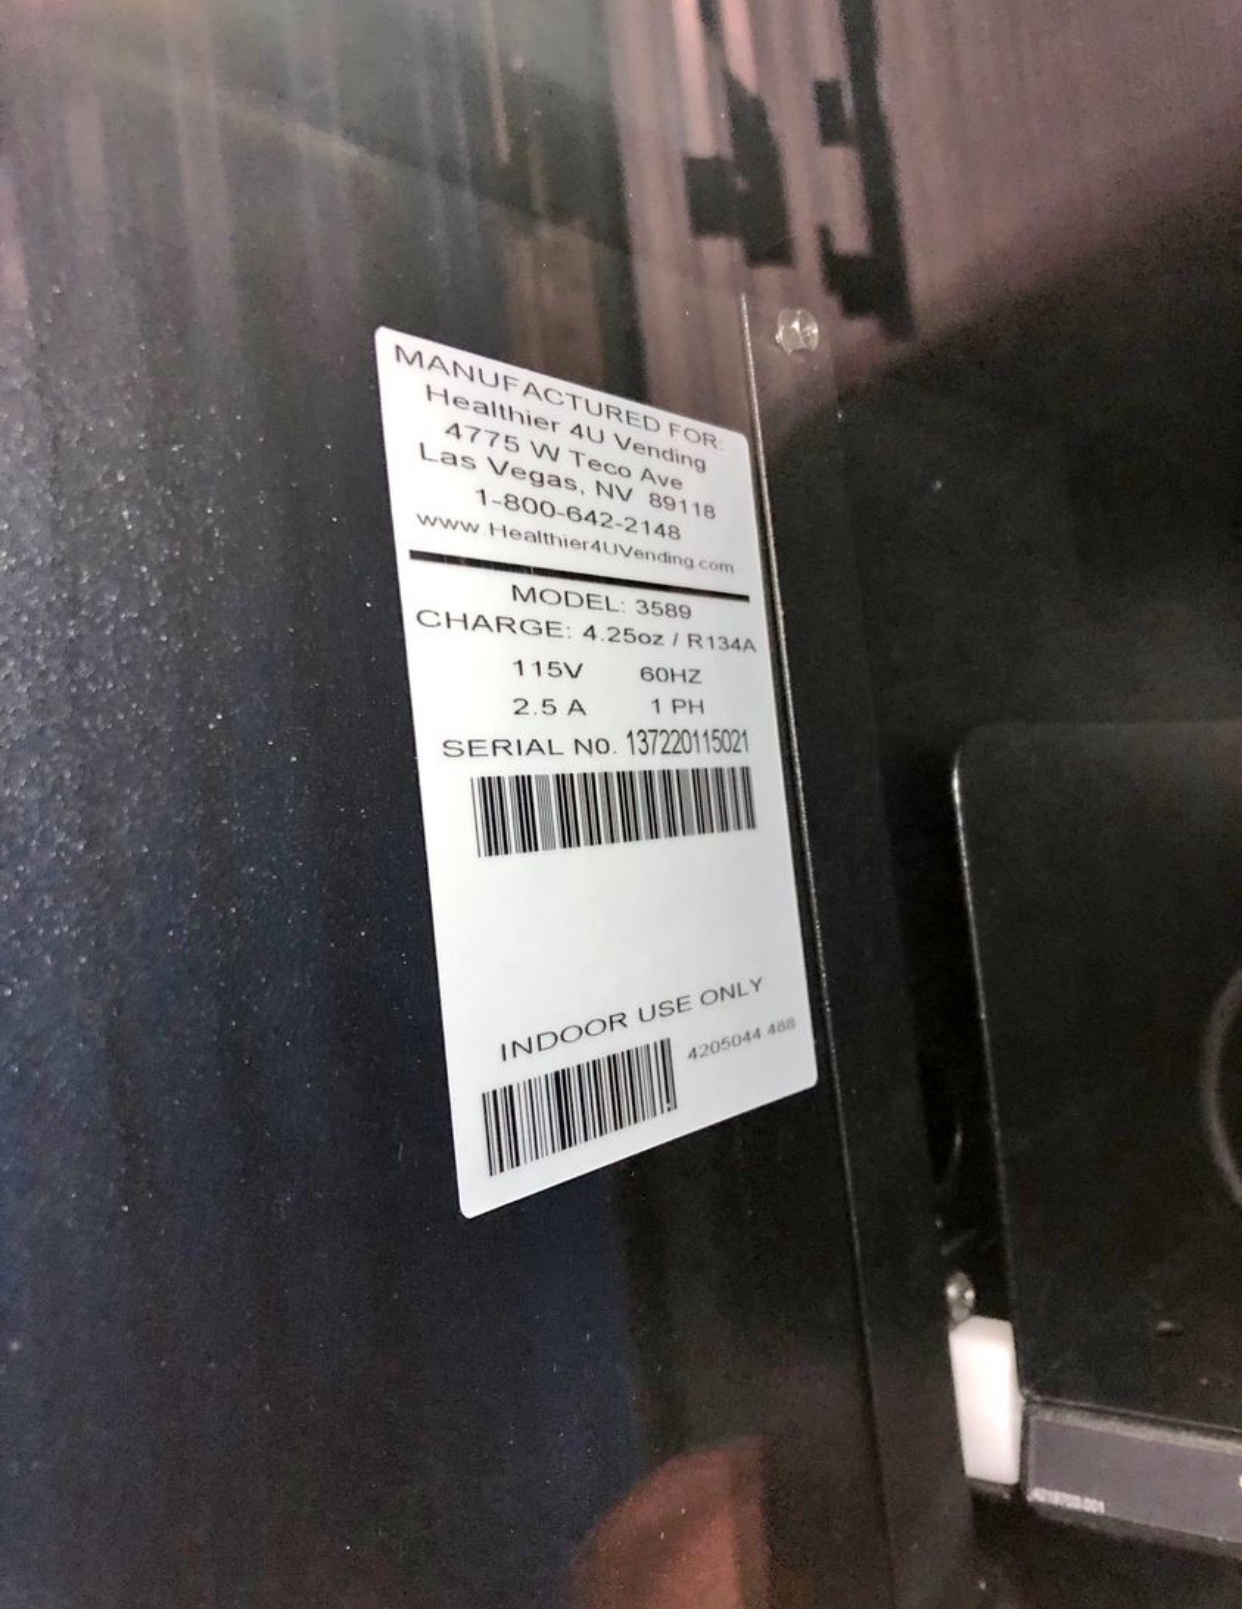 MANUFACTURED FOR:
Healthier 4U Vending
4775 W Teco Ave
Las Vegas, NV 89118
1-800-642-2148
www.Healthier4UVending.com
MODEL: 3589
CHARGE: 4.25oz / R134A
115V 60HZ
2.5 A 1 PH
SERIAL NO. 137220115021
INDOOR USE ONLY
4205044 488